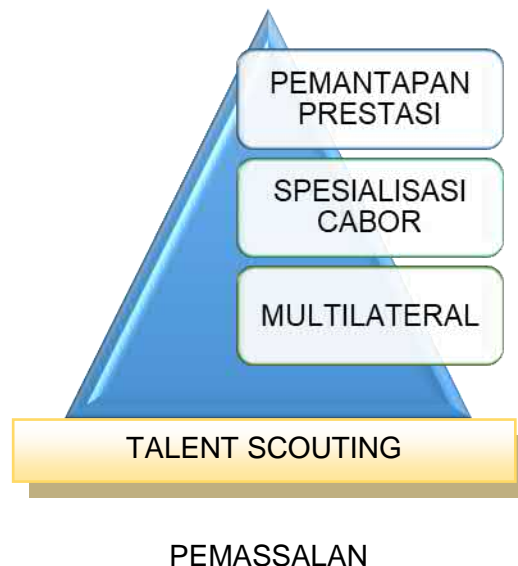 PEMANTAPAN
PRESTASI
SPESIALISASI
CABOR
MULTILATERAL
TALENT SCOUTING
PEMASSALAN